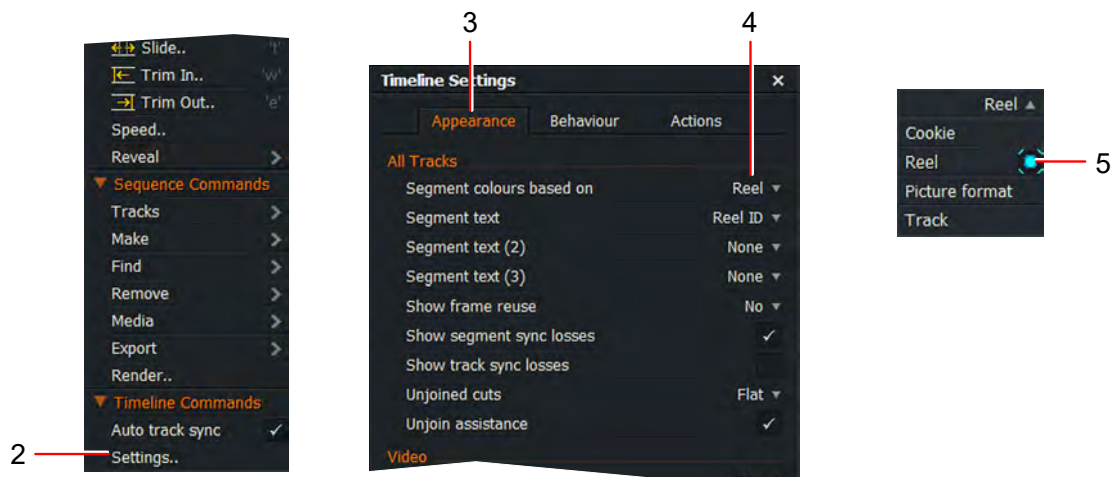 3
4
Slide.. 't'
Trim In.. 'w'
Trim Out.. 'e'
Speed..
Reveal
Sequence Commands
Tracks
Make
Find
Remove
Media
Export
Render..
Timeline Commands
Auto track sync ✓
2
Settings..
Timeline Settings ×
Appearance Behaviour Actions
All Tracks
Segment colours based on Reel
Segment text Reel ID
Segment text (2) None
Segment text (3) None
Show frame reuse No
Show segment sync losses ✓
Show track sync losses
Unjoined cuts Flat
Unjoin assistance ✓
Video
Reel
Cookie
Reel
5
Picture format
Track